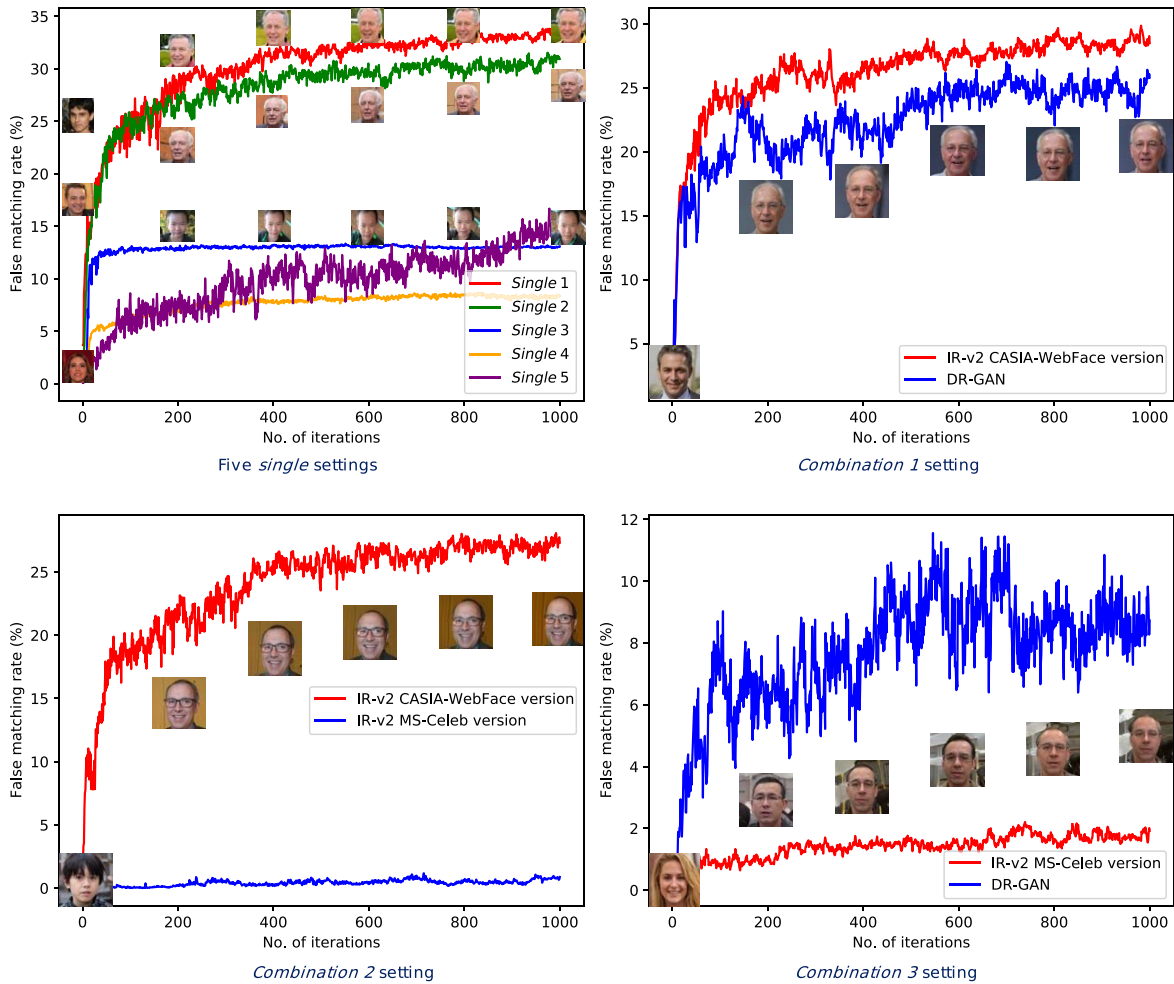 False matching rate (%)
35
30
25
20
15
10
5
0
Single 1
Single 2
Single 3
Single 4
Single 5
0 200 400 600 800 1000
No. of iterations
Five single settings
False matching rate (%)
30
25
20
15
10
5
IR-v2 CASIA-WebFace version
DR-GAN
0 200 400 600 800 1000
No. of iterations
Combination 1 setting
False matching rate (%)
25
20
15
10
5
0
IR-v2 CASIA-WebFace version
IR-v2 MS-Celeb version
0 200 400 600 800 1000
No. of iterations
Combination 2 setting
False matching rate (%)
12
10
8
6
4
2
0
IR-v2 MS-Celeb version
DR-GAN
0 200 400 600 800 1000
No. of iterations
Combination 3 setting